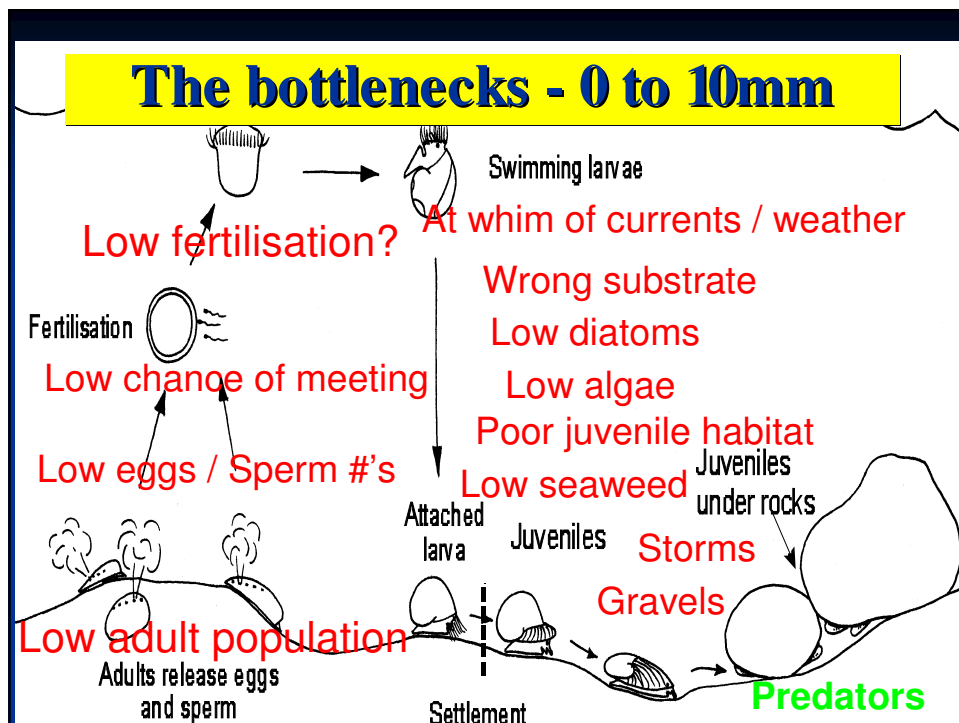 The bottlenecks - 0 to 10mm
Swimming larvae
At whim of currents / weather
Low fertilisation?
Wrong substrate
Fertilisation
Low diatoms
Low chance of meeting
Low algae
Poor juvenile habitat
Low eggs / Sperm #'s
Low seaweed
Juveniles
under rocks
Attached
larva
Juveniles
Storms
Gravels
Low adult population
Adults release eggs
and sperm
Settlement
Predators